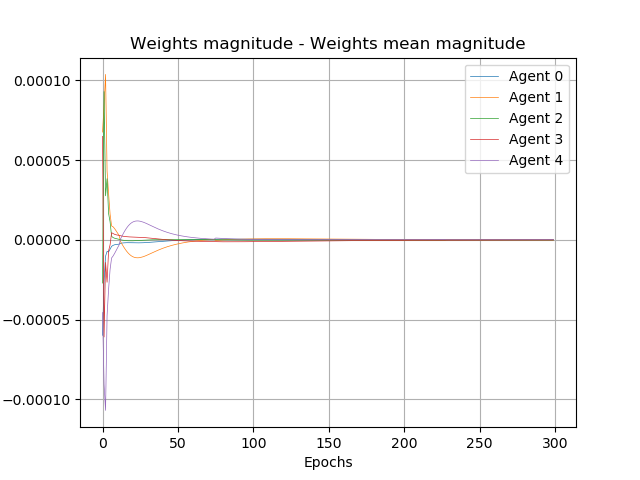 Weights magnitude - Weights mean magnitude
0.00010
0.00005
0.00000
−0.00005
−0.00010
Agent 0
Agent 1
Agent 2
Agent 3
Agent 4
0 50 100 150 200 250 300
Epochs